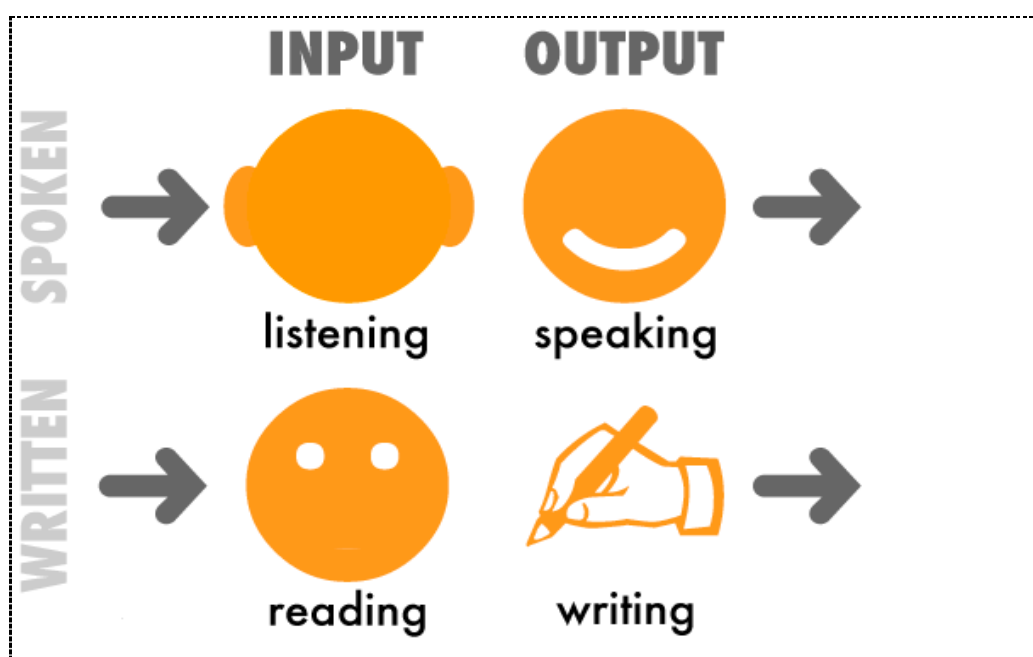 INPUT OUTPUT
SPOKEN
listening speaking
WRITTEN
reading writing